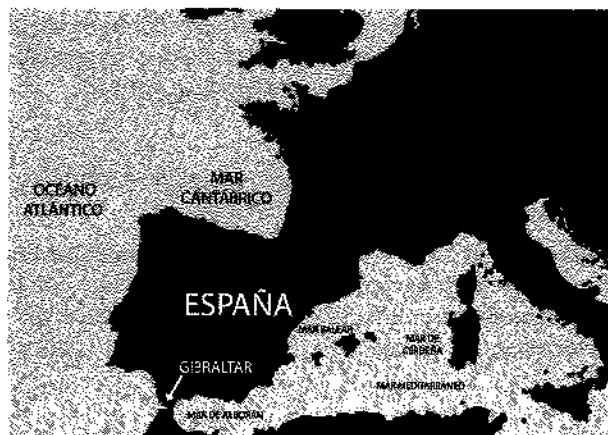 MAR
CANTÁBRICO
OCÉANO
ATLÁNTICO
ESPAÑA
MAR BALEAR
MAR DE
CERDEÑA
GIBRALTAR
MAR MEDITERRÁNEO
MAR DE ALBORÁN